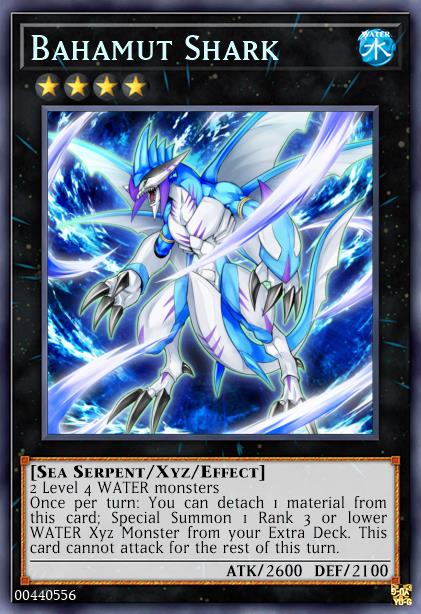 Bahamut Shark
WATER
水
[Sea Serpent/Xyz/Effect]
2 Level 4 WATER monsters
Once per turn: You can detach 1 material from
this card; Special Summon 1 Rank 3 or lower
WATER Xyz Monster from your Extra Deck. This
card cannot attack for the rest of this turn.
ATK/2600 DEF/2100
00440556